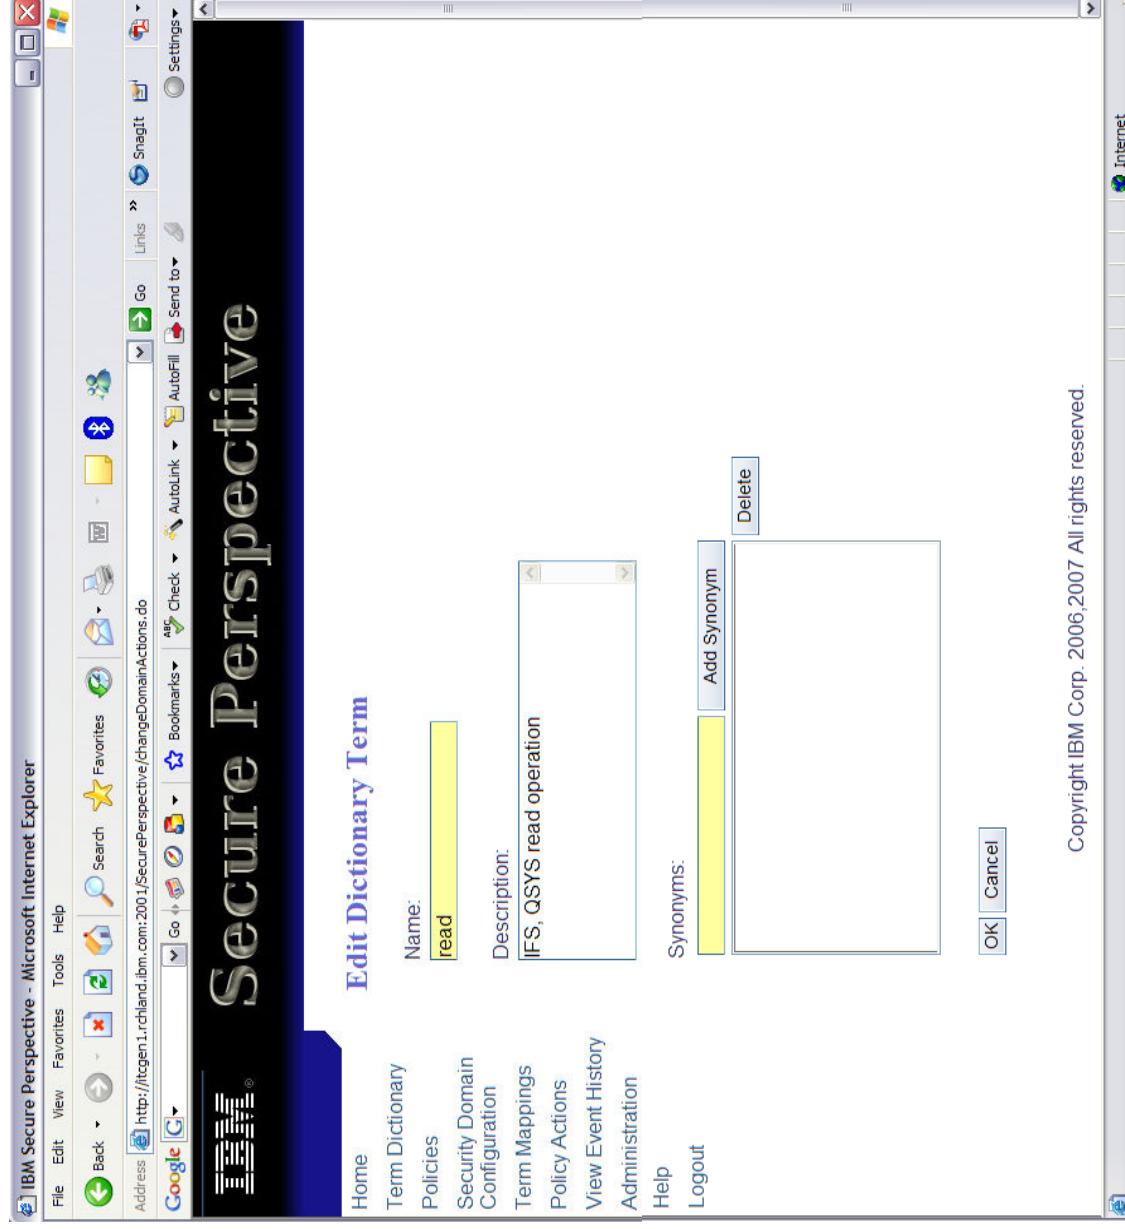 IBM Secure Perspective - Microsoft Internet Explorer
File Edit View Favorites Tools Help
Back Search Favorites W
Address http://itcgen1.rchland.ibm.com:2001/SecurePerspective/changeDomainActions.do Go Links » SnagIt
Google G Go Bookmarks ABC Check AutoLink AutoFill Send to Settings
IBM® Secure Perspective
Home
Term Dictionary
Policies
Security Domain
Configuration
Term Mappings
Policy Actions
View Event History
Administration
Help
Logout
Edit Dictionary Term
Name:
read
Description:
IFS, QSYS read operation
Synonyms:
Add Synonym
Delete
OK Cancel
Copyright IBM Corp. 2006,2007 All rights reserved.
Internet